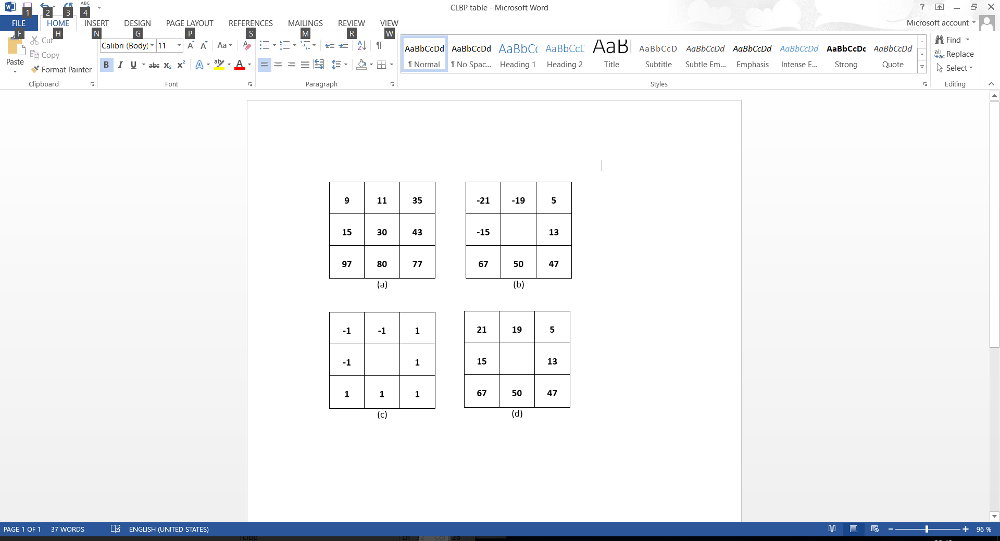 CLBP table - Microsoft Word
1 2 3 4 ABC ?
FILE HOME INSERT DESIGN PAGE LAYOUT REFERENCES MAILINGS REVIEW VIEW Microsoft account
F H N G P S M R W
Paste
Cut
Copy
Format Painter
Calibri (Body) 11 A A Aa
B I U abc x₂ x² A aby A
AaBbCcDd AaBbCcDd AaBbCc AaBbCcD AaBl AaBbCcD AaBbCcDd AaBbCcDd AaBbCcDd AaBbCcDc AaBbCcDd
¶ Normal ¶ No Spac... Heading 1 Heading 2 Title Subtitle Subtle Em... Emphasis Intense E... Strong Quote
Find
Replace
Select
Clipboard Font Paragraph Styles Editing
9 11 35
15 30 43
97 80 77
(a)
-21 -19 5
-15 13
67 50 47
(b)
-1 -1 1
-1 1
1 1 1
(c)
21 19 5
15 13
67 50 47
(d)
PAGE 1 OF 1 37 WORDS ENGLISH (UNITED STATES) 96 %